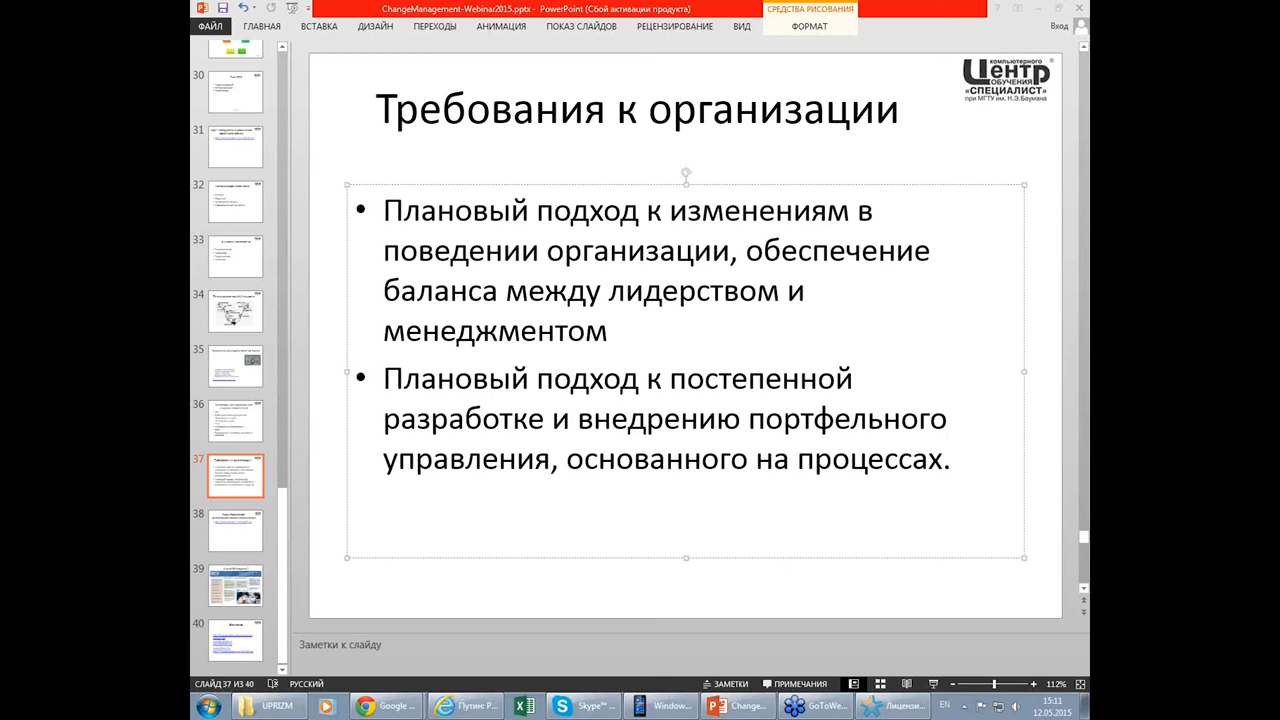 ChangeManagement-Webinar2015.pptx - PowerPoint (Сбой активации продукта)
СРЕДСТВА РИСОВАНИЯ
ФАЙЛ ГЛАВНАЯ ВСТАВКА ДИЗАЙН ПЕРЕХОДЫ АНИМАЦИЯ ПОКАЗ СЛАЙДОВ РЕЦЕНЗИРОВАНИЕ ВИД ФОРМАТ Вход
30
31
32
33
34
35
36
37
38
39
40
компьютерного
Центр ®
ОБУЧЕНИЯ
«СПЕЦИАЛИСТ»
при МГТУ им. Н.Э.Баумана
Требования к организации
• Плановый подход к изменениям в
поведении организации, обеспечение
баланса между лидерством и
менеджментом
• Плановый подход к постепенной
разработке и внедрению портфельного
управления, основанного на процессах.
Заметки к слайду
СЛАЙД 37 ИЗ 40 РУССКИЙ ЗАМЕТКИ ПРИМЕЧАНИЯ 112%
UPRIZM Google ... Путинс Р... Skype™ ... Window... Change... GoToWe... Лицензи... EN 15:11
12.05.2015